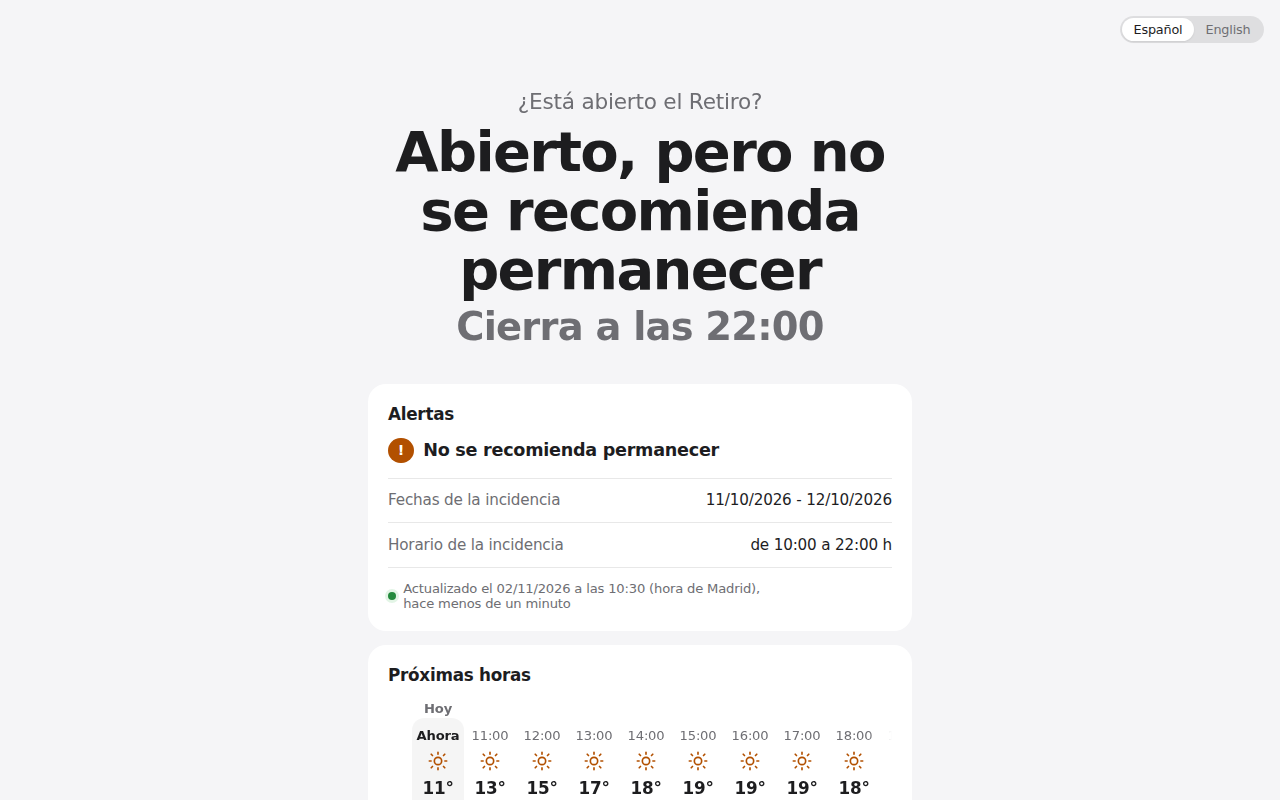 Español English
¿Está abierto el Retiro?
Abierto, pero no
se recomienda
permanecer
Cierra a las 22:00
Alertas
! No se recomienda permanecer
Fechas de la incidencia 11/10/2026 - 12/10/2026
Horario de la incidencia de 10:00 a 22:00 h
Actualizado el 02/11/2026 a las 10:30 (hora de Madrid),
hace menos de un minuto
Próximas horas
Hoy
Ahora 11:00 12:00 13:00 14:00 15:00 16:00 17:00 18:00
11° 13° 15° 17° 18° 19° 19° 19° 18°